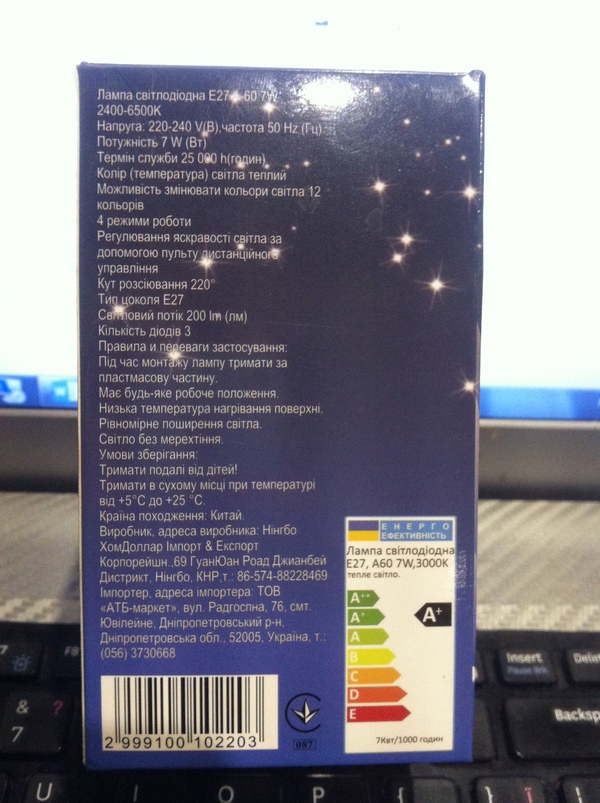 Лампа світлодіодна E27 A60 7W
2400-6500K
Напруга: 220-240 V(В),частота 50 Hz (Гц)
Потужність 7 W (Вт)
Термін служби 25 000 h(годин)
Колір (температура) світла теплий
Можливість змінювати кольори світла 12
кольорів
4 режими роботи
Регулювання яскравості світла за
допомогою пульту дистанційого
управління
Кут розсіювання 220°
Тип цоколя E27
Світловий потік 200 lm (лм)
Кількість діодів 3
Правила и переваги застосування:
Під час монтажу лампу тримати за
пластмасову частину.
Має будь-яке робоче положення.
Низька температура нагрівання поверхні.
Рівномірне поширення світла.
Світло без мерехтіння.
Умови зберігання:
Тримати подалі від дітей!
Тримати в сухому місці при температурі
від +5°C до +25 °C.
Країна походження: Китай.
Виробник, адреса виробника: Нінгбо
ХомДоллар Імпорт & Експорт
Корпорейшн.,69 ГуанЮан Роад Джианбей
Дистрикт, Нінгбо, КНР,т.: 86-574-88228469
Імпортер, адреса імпортера: ТОВ
«АТБ-маркет», вул. Радгоспна, 76, смт.
Ювілейне, Дніпропетровський р-н,
Дніпропетровська обл., 52005, Україна, т.:
(056) 3730668
2 999100 102203
087
ЕНЕРГО
ЕФЕКТИВНІСТЬ
Лампа світлодіодна
E27, A60 7W,3000K
тепле світло.
A++
A+
A
B
C
D
E
A+
7Квт/1000 годин
F8
Insert
Pause
Delet
Backsp
&
7
?
U
I
O
P
{
}